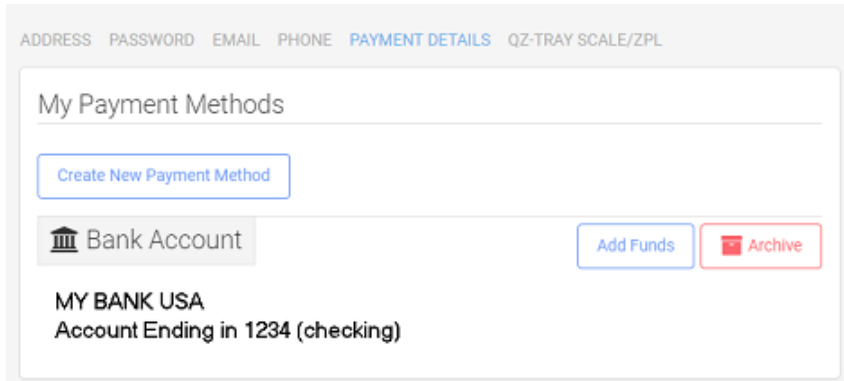 ADDRESS PASSWORD EMAIL PHONE PAYMENT DETAILS QZ-TRAY SCALE/ZPL
My Payment Methods
Create New Payment Method
Bank Account
Add Funds
Archive
MY BANK USA
Account Ending in 1234 (checking)